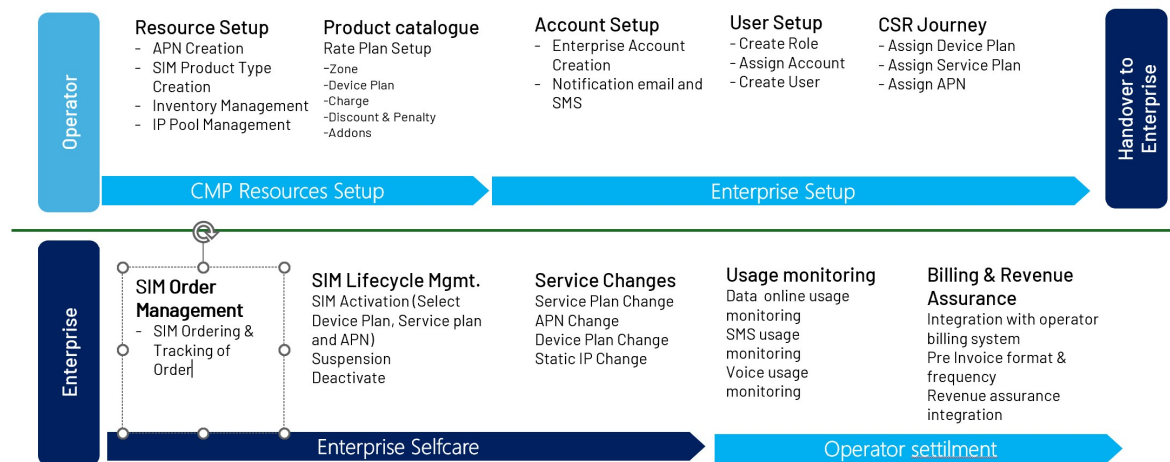 Operator
Resource Setup
- APN Creation
- SIM Product Type
Creation
- Inventory Management
- IP Pool Management
Product catalogue
Rate Plan Setup
-Zone
-Device Plan
-Charge
-Discount & Penalty
-Addons
Account Setup
- Enterprise Account
Creation
- Notification email and
SMS
User Setup
- Create Role
- Assign Account
- Create User
CSR Journey
- Assign Device Plan
- Assign Service Plan
- Assign APN
Handover to
Enterprise
CMP Resources Setup
Enterprise Setup
Enterprise
SIM Order
Management
- SIM Ordering &
Tracking of
Order
SIM Lifecycle Mgmt.
SIM Activation (Select
Device Plan, Service plan
and APN)
Suspension
Deactivate
Service Changes
Service Plan Change
APN Change
Device Plan Change
Static IP Change
Usage monitoring
Data online usage
monitoring
SMS usage
monitoring
Voice usage
monitoring
Billing & Revenue
Assurance
Integration with operator
billing system
Pre Invoice format &
frequency
Revenue assurance
integration
Enterprise Selfcare
Operator settilment